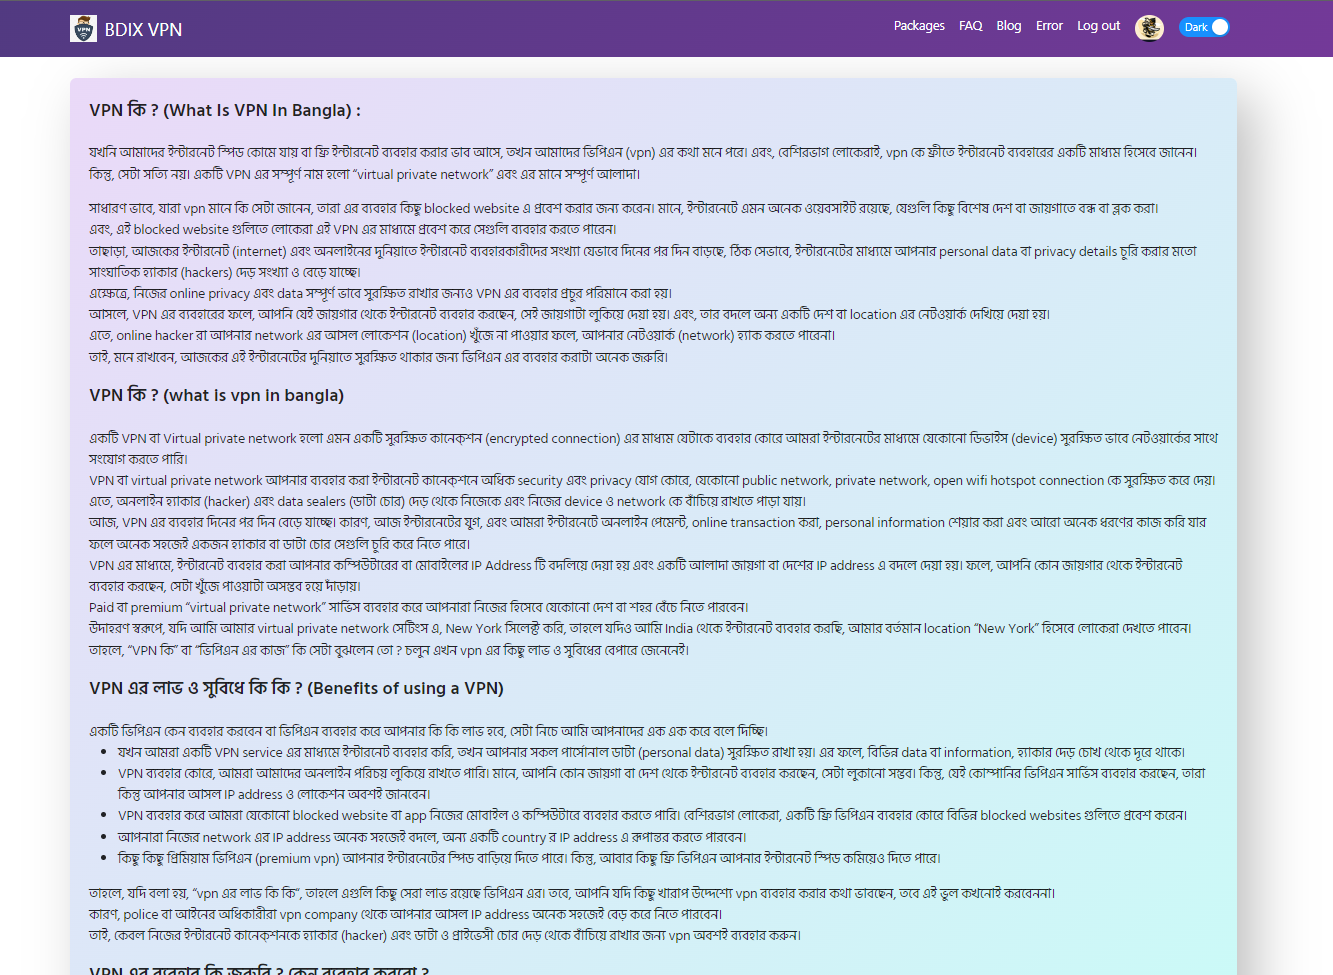 BDIX VPN
Packages FAQ Blog Error Log out Dark
VPN কি ? (What Is VPN In Bangla) :
যখনি আমাদের ইন্টারনেট স্পিড কোমে যায় বা ফ্রি ইন্টারনেট ব্যবহার করার ভাব আসে, তখন আমাদের ভিপিএন (vpn) এর কথা মনে পরে। এবং, বেশিরভাগ লোকেরাই, vpn কে ফ্রীতে ইন্টারনেট ব্যবহারের একটি মাধ্যম হিসেবে জানেন।
কিন্তু, সেটা সত্যি নয়। একটি VPN এর সম্পূর্ণ নাম হলো “virtual private network” এবং এর মানে সম্পূর্ণ আলাদা।
সাধারণ ভাবে, যারা vpn মানে কি সেটা জানেন, তারা এর ব্যবহার কিছু blocked website এ প্রবেশ করার জন্য করেন। মানে, ইন্টারনেটে এমন অনেক ওয়েবসাইট রয়েছে, যেগুলি কিছু বিশেষ দেশ বা জায়গাতে বন্ধ বা ব্লক করা।
এবং, এই blocked website গুলিতে লোকেরা এই VPN এর মাধ্যমে প্রবেশ করে সেগুলি ব্যবহার করতে পারেন।
তাছাড়া, আজকের ইন্টারনেট (internet) এবং অনলাইনের দুনিয়াতে ইন্টারনেট ব্যবহারকারীদের সংখ্যা যেভাবে দিনের পর দিন বাড়ছে, ঠিক সেভাবে, ইন্টারনেটের মাধ্যমে আপনার personal data বা privacy details চুরি করার মতো
সাংঘাতিক হ্যাকার (hackers) দেড় সংখ্যা ও বেড়ে যাচ্ছে।
এক্ষেত্রে, নিজের online privacy এবং data সম্পূর্ণ ভাবে সুরক্ষিত রাখার জন্যও VPN এর ব্যবহার প্রচুর পরিমানে করা হয়।
আসলে, VPN এর ব্যবহারের ফলে, আপনি যেই জায়গার থেকে ইন্টারনেট ব্যবহার করছেন, সেই জায়গাটা লুকিয়ে দেয়া হয়। এবং, তার বদলে অন্য একটি দেশ বা location এর নেটওয়ার্ক দেখিয়ে দেয়া হয়।
এতে, online hacker রা আপনার network এর আসল লোকেশন (location) খুঁজে না পাওয়ার ফলে, আপনার নেটওয়ার্ক (network) হ্যাক করতে পারেনা।
তাই, মনে রাখবেন, আজকের এই ইন্টারনেটের দুনিয়াতে সুরক্ষিত থাকার জন্য ভিপিএন এর ব্যবহার করাটা অনেক জরুরি।
VPN কি ? (what is vpn in bangla)
একটি VPN বা Virtual private network হলো এমন একটি সুরক্ষিত কানেক্শন (encrypted connection) এর মাধ্যম যেটাকে ব্যবহার কোরে আমরা ইন্টারনেটের মাধ্যমে যেকোনো ডিভাইস (device) সুরক্ষিত ভাবে নেটওয়ার্কের সাথে
সংযোগ করতে পারি।
VPN বা virtual private network আপনার ব্যবহার করা ইন্টারনেট কানেক্শনে অধিক security এবং privacy যোগ কোরে, যেকোনো public network, private network, open wifi hotspot connection কে সুরক্ষিত করে দেয়।
এতে, অনলাইন হ্যাকার (hacker) এবং data sealers (ডাটা চোর) দেড় থেকে নিজেকে এবং নিজের device ও network কে বাঁচিয়ে রাখতে পাড়া যায়।
আজ, VPN এর ব্যবহার দিনের পর দিন বেড়ে যাচ্ছে। কারণ, আজ ইন্টারনেটের যুগ, এবং আমরা ইন্টারনেটে অনলাইন পেমেন্ট, online transaction করা, personal information শেয়ার করা এবং আরো অনেক ধরণের কাজ করি যার
ফলে অনেক সহজেই একজন হ্যাকার বা ডাটা চোর সেগুলি চুরি করে নিতে পারে।
VPN এর মাধ্যমে, ইন্টারনেট ব্যবহার করা আপনার কম্পিউটারের বা মোবাইলের IP Address টি বদলিয়ে দেয়া হয় এবং একটি আলাদা জায়গা বা দেশের IP address এ বদলে দেয়া হয়। ফলে, আপনি কোন জায়গার থেকে ইন্টারনেট
ব্যবহার করছেন, সেটা খুঁজে পাওয়াটা অসম্ভব হয়ে দাঁড়ায়।
Paid বা premium “virtual private network” সার্ভিস ব্যবহার করে আপনারা নিজের হিসেবে যেকোনো দেশ বা শহর বেঁচে নিতে পারবেন।
উদাহরণ স্বরূপে, যদি আমি আমার virtual private network সেটিংস এ, New York সিলেক্ট করি, তাহলে যদিও আমি India থেকে ইন্টারনেট ব্যবহার করছি, আমার বর্তমান location “New York” হিসেবে লোকেরা দেখতে পাবেন।
তাহলে, “VPN কি” বা “ভিপিএন এর কাজ” কি সেটা বুঝলেন তো ? চলুন এখন vpn এর কিছু লাভ ও সুবিধের বেপারে জেনেনেই।
VPN এর লাভ ও সুবিধে কি কি ? (Benefits of using a VPN)
একটি ভিপিএন কেন ব্যবহার করবেন বা ভিপিএন ব্যবহার করে আপনার কি কি লাভ হবে, সেটা নিচে আমি আপনাদের এক এক করে বলে দিচ্ছি।
• যখন আমরা একটি VPN service এর মাধ্যমে ইন্টারনেট ব্যবহার করি, তখন আপনার সকল পার্সোনাল ডাটা (personal data) সুরক্ষিত রাখা হয়। এর ফলে, বিভিন্ন data বা information, হ্যাকার দেড় চোখ থেকে দূরে থাকে।
• VPN ব্যবহার কোরে, আমরা আমাদের অনলাইন পরিচয় লুকিয়ে রাখতে পারি। মানে, আপনি কোন জায়গা বা দেশ থেকে ইন্টারনেট ব্যবহার করছেন, সেটা লুকানো সম্ভব। কিন্তু, যেই কোম্পানির ভিপিএন সার্ভিস ব্যবহার করছেন, তারা
কিন্তু আপনার আসল IP address ও লোকেশন অবশই জানবেন।
• VPN ব্যবহার করে আমরা যেকোনো blocked website বা app নিজের মোবাইল ও কম্পিউটারে ব্যবহার করতে পারি। বেশিরভাগ লোকেরা, একটি ফ্রি ভিপিএন ব্যবহার কোরে বিভিন্ন blocked websites গুলিতে প্রবেশ করেন।
• আপনারা নিজের network এর IP address অনেক সহজেই বদলে, অন্য একটি country র IP address এ রূপান্তর করতে পারবেন।
• কিছু কিছু প্রিমিয়াম ভিপিএন (premium vpn) আপনার ইন্টারনেটের স্পিড বাড়িয়ে দিতে পারে। কিন্তু, আবার কিছু ফ্রি ভিপিএন আপনার ইন্টারনেট স্পিড কমিয়েও দিতে পারে।
তাহলে, যদি বলা হয়, “vpn এর লাভ কি কি“, তাহলে এগুলি কিছু সেরা লাভ রয়েছে ভিপিএন এর। তবে, আপনি যদি কিছু খারাপ উদ্দেশ্যে vpn ব্যবহার করার কথা ভাবছেন, তবে এই ভুল কখনোই করবেননা।
কারণ, police বা আইনের অধিকারীরা vpn company থেকে আপনার আসল IP address অনেক সহজেই বেড় করে নিতে পারবেন।
তাই, কেবল নিজের ইন্টারনেট কানেক্শনকে হ্যাকার (hacker) এবং ডাটা ও প্রাইভেসী চোর দেড় থেকে বাঁচিয়ে রাখার জন্য vpn অবশই ব্যবহার করুন।
VPN এর ব্যবহার কি জরুরি ? কেন ব্যবহার করবো ?